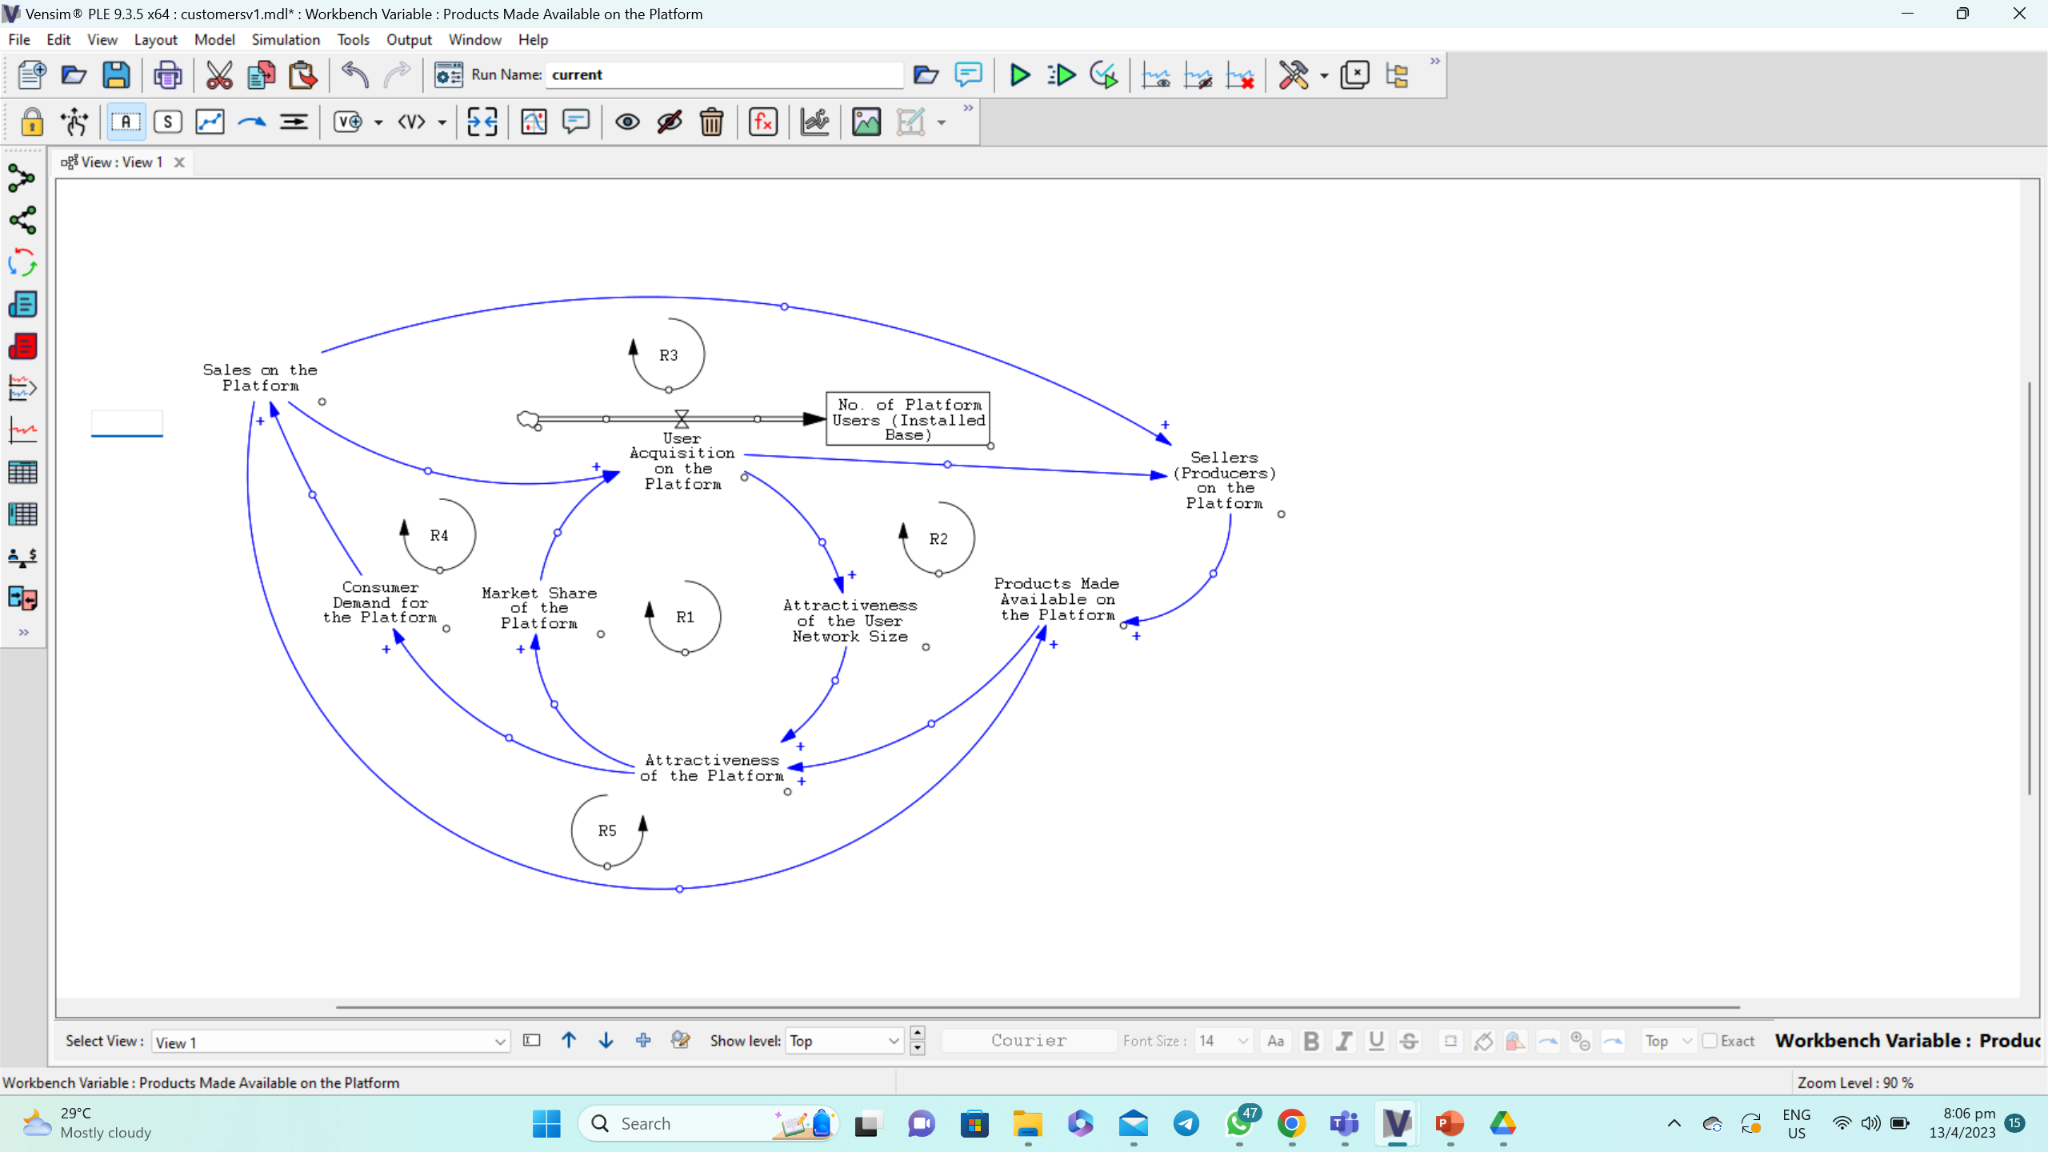 Vensim® PLE 9.3.5 x64 : customersv1.mdl* : Workbench Variable : Products Made Available on the Platform
File Edit View Layout Model Simulation Tools Output Window Help
Run Name: current
»
A S V <V> fx
»
View : View 1
R3
Sales on the
Platform
No. of Platform
Users (Installed
Base)
+
+
User
Acquisition
on the
Platform
+
Sellers
(Producers)
on the
Platform
R4
R2
+
Consumer
Demand for
the Platform
Market Share
of the
Platform
R1
Attractiveness
of the User
Network Size
Products Made
Available on
the Platform
+
+
+
+
Attractiveness
of the Platform
+
+
R5
»
Select View : View 1
Show level: Top
Courier
Font Size : 14
Aa B I U S
Top
Exact
Workbench Variable : Produc
Workbench Variable : Products Made Available on the Platform
Zoom Level : 90 %
29°C
Mostly cloudy
Search
47
ENG
US
8:06 pm
13/4/2023
15